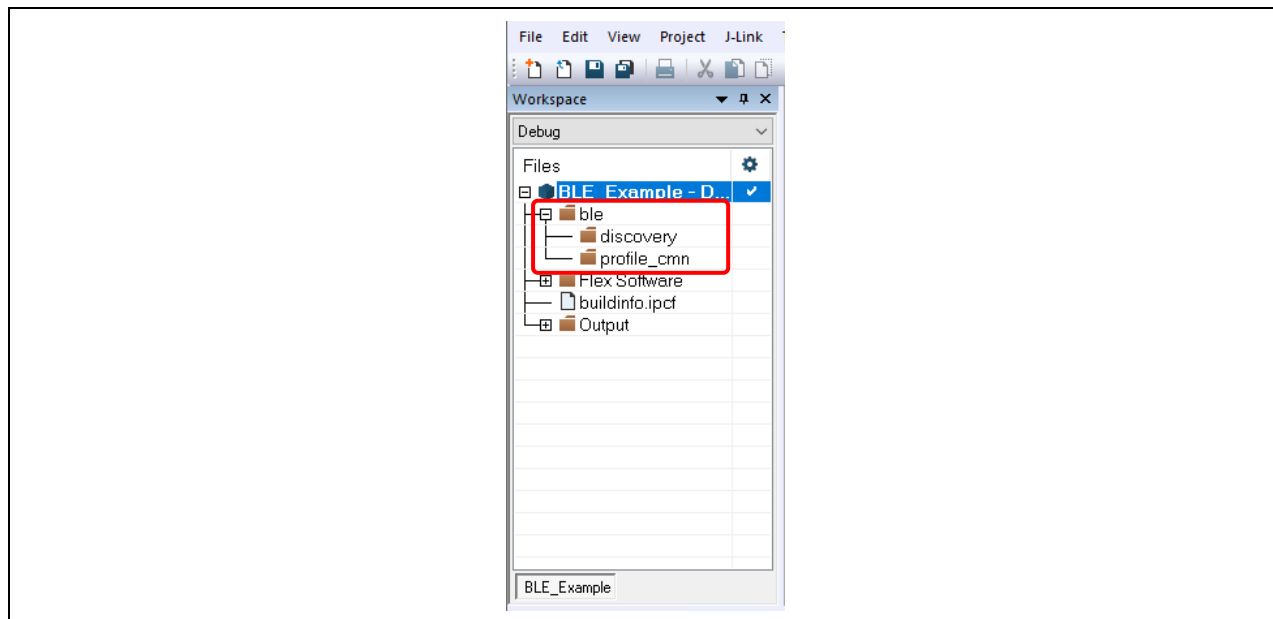 File Edit View Project J-Link
Workspace
Debug
Files
BLE_Example - D...
ble
discovery
profile_cmn
Flex Software
buildinfo.ipcf
Output
BLE_Example